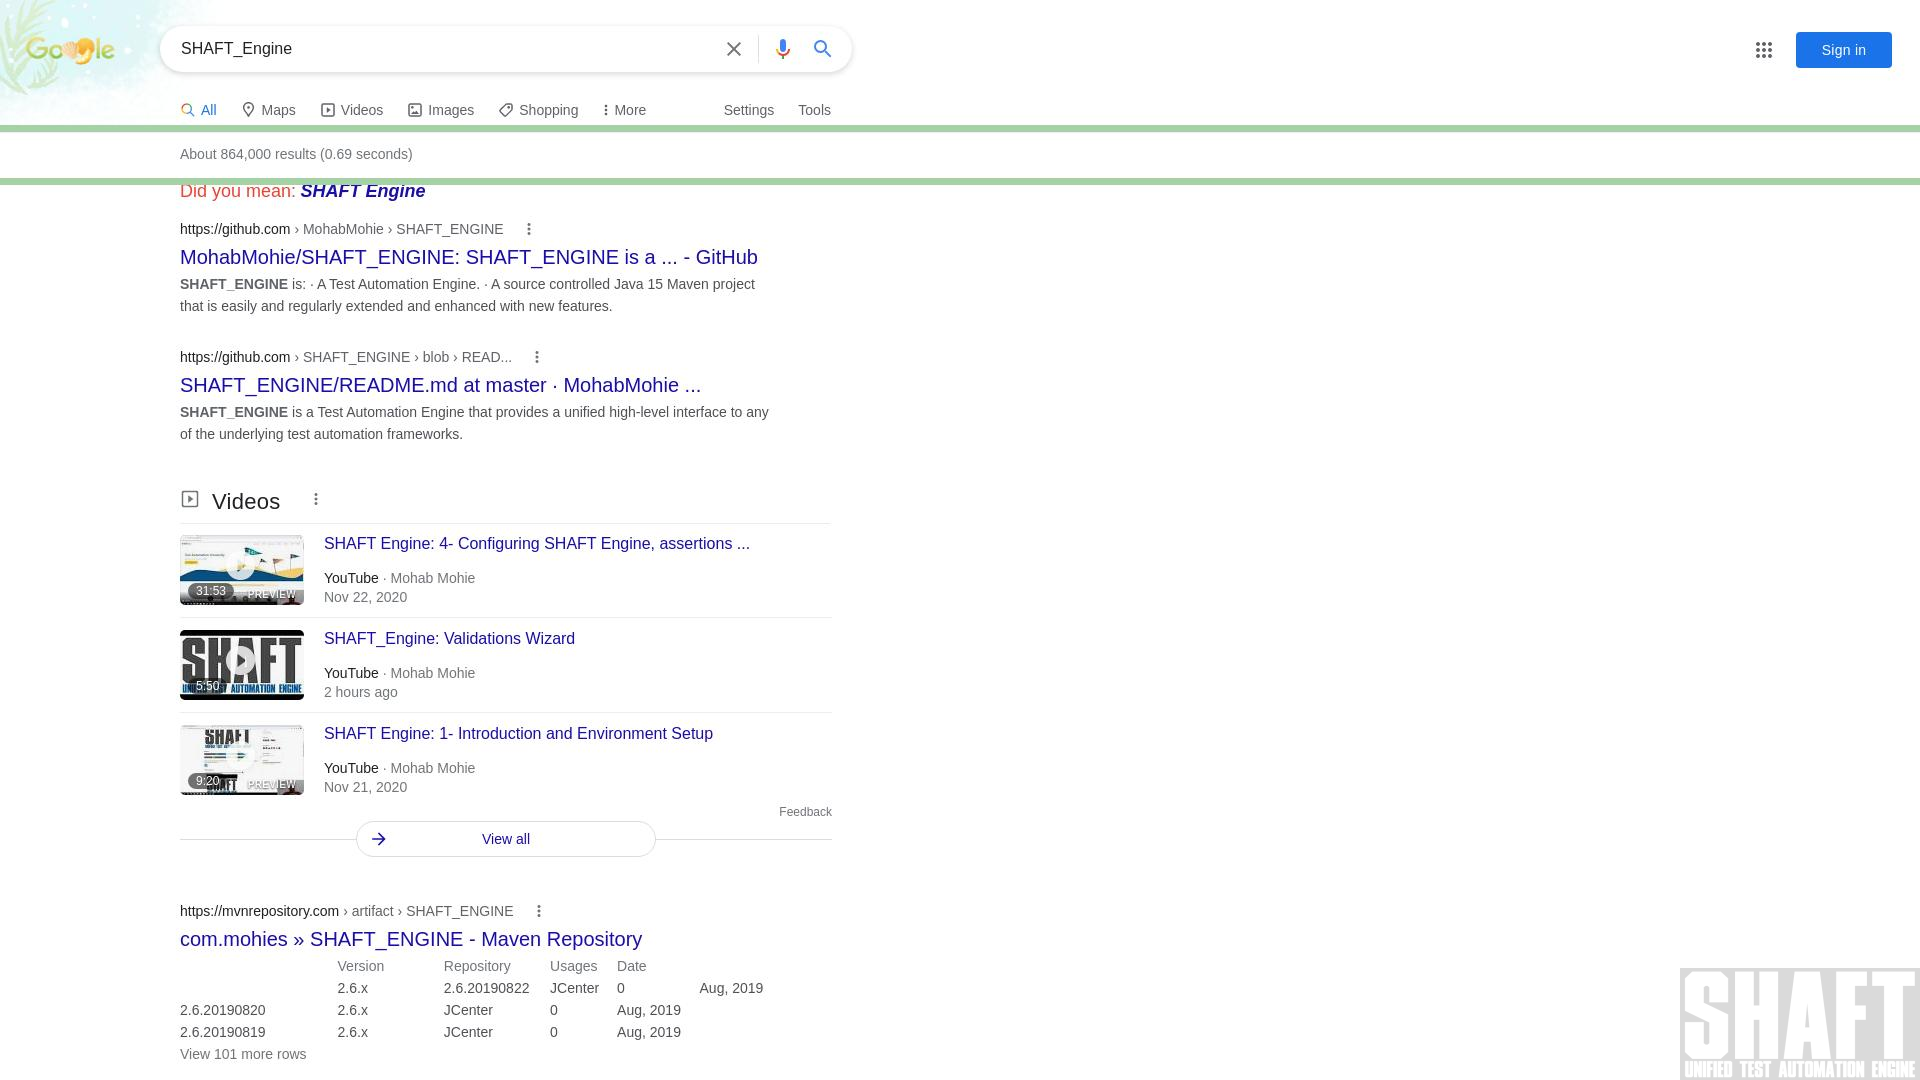 Google
SHAFT_Engine
Sign in
All
Maps
Videos
Images
Shopping
More
Settings
Tools
About 864,000 results (0.69 seconds)
Did you mean: SHAFT Engine
https://github.com › MohabMohie › SHAFT_ENGINE
MohabMohie/SHAFT_ENGINE: SHAFT_ENGINE is a ... - GitHub
SHAFT_ENGINE is: · A Test Automation Engine. · A source controlled Java 15 Maven project
that is easily and regularly extended and enhanced with new features.
https://github.com › SHAFT_ENGINE › blob › READ...
SHAFT_ENGINE/README.md at master · MohabMohie ...
SHAFT_ENGINE is a Test Automation Engine that provides a unified high-level interface to any
of the underlying test automation frameworks.
Videos
31:53
PREVIEW
SHAFT Engine: 4- Configuring SHAFT Engine, assertions ...
YouTube · Mohab Mohie
Nov 22, 2020
SHAFT
5:50
UNIFIED TEST AUTOMATION ENGINE
SHAFT_Engine: Validations Wizard
YouTube · Mohab Mohie
2 hours ago
SHAFT
9:20
PREVIEW
SHAFT Engine: 1- Introduction and Environment Setup
YouTube · Mohab Mohie
Nov 21, 2020
Feedback
View all
https://mvnrepository.com › artifact › SHAFT_ENGINE
com.mohies » SHAFT_ENGINE - Maven Repository
Version Repository Usages Date
2.6.x 2.6.20190822 JCenter 0 Aug, 2019
2.6.20190820 2.6.x JCenter 0 Aug, 2019
2.6.20190819 2.6.x JCenter 0 Aug, 2019
View 101 more rows
SHAFT
UNIFIED TEST AUTOMATION ENGINE